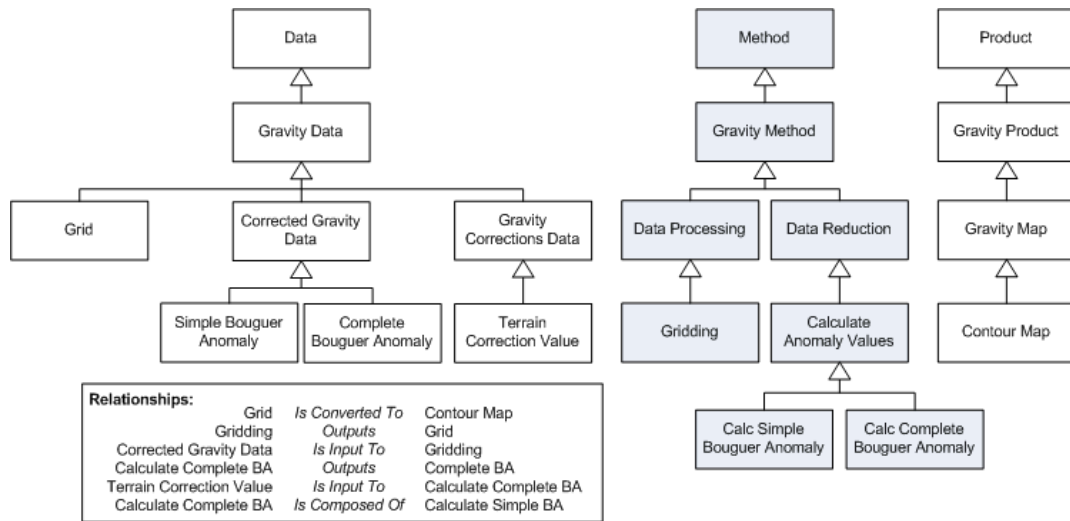 Data
Method
Product
Gravity Data
Gravity Method
Gravity Product
Grid
Corrected Gravity
Data
Gravity
Corrections Data
Data Processing
Data Reduction
Gravity Map
Simple Bouguer
Anomaly
Complete
Bouguer Anomaly
Terrain
Correction Value
Gridding
Calculate
Anomaly Values
Contour Map
Calc Simple
Bouguer Anomaly
Calc Complete
Bouguer Anomaly
Relationships:
Grid Is Converted To Contour Map
Gridding Outputs Grid
Corrected Gravity Data Is Input To Gridding
Calculate Complete BA Outputs Complete BA
Terrain Correction Value Is Input To Calculate Complete BA
Calculate Complete BA Is Composed Of Calculate Simple BA